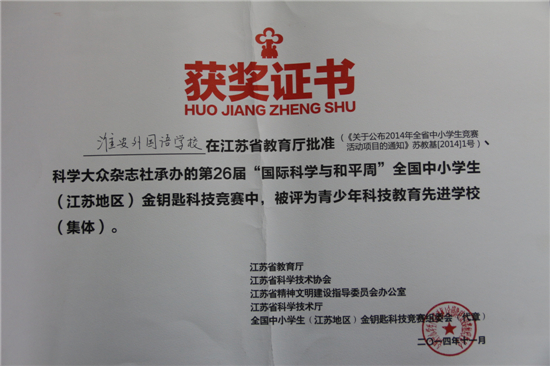 获奖证书
HUO JIANG ZHENG SHU
淮安外国语学校在江苏省教育厅批准（《关于公布2014年全省中小学生竞赛
活动项目的通知》苏教基[2014]1号）、
科学大众杂志社承办的第26届“国际科学与和平周”全国中小学生
（江苏地区）金钥匙科技竞赛中，被评为青少年科技教育先进学校
（集体）。
江苏省教育厅
江苏省科学技术协会
江苏省精神文明建设指导委员会办公室
江苏省科学技术厅
全国中小学生（江苏地区）金钥匙科技竞赛组委会（代章）
二〇一四年十一月